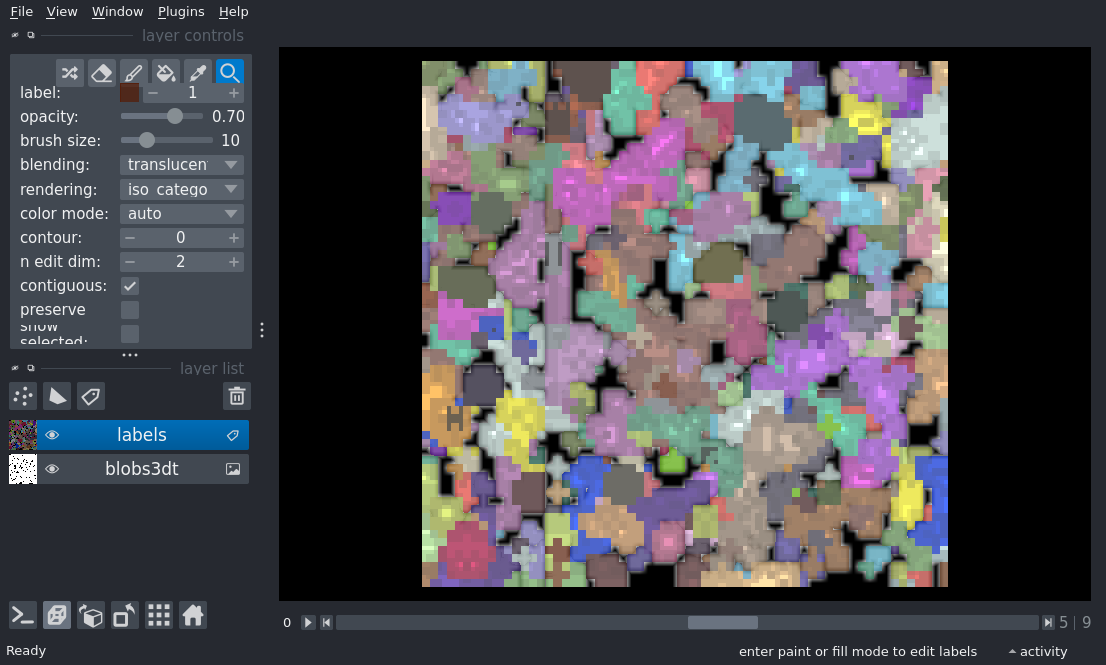 File View Window Plugins Help
layer controls
label: 1
opacity: 0.70
brush size: 10
blending: translucen
rendering: iso catego
color mode: auto
contour: 0
n edit dim: 2
contiguous:
preserve
show
selected:
layer list
labels
blobs3dt
0 5 | 9
Ready enter paint or fill mode to edit labels activity